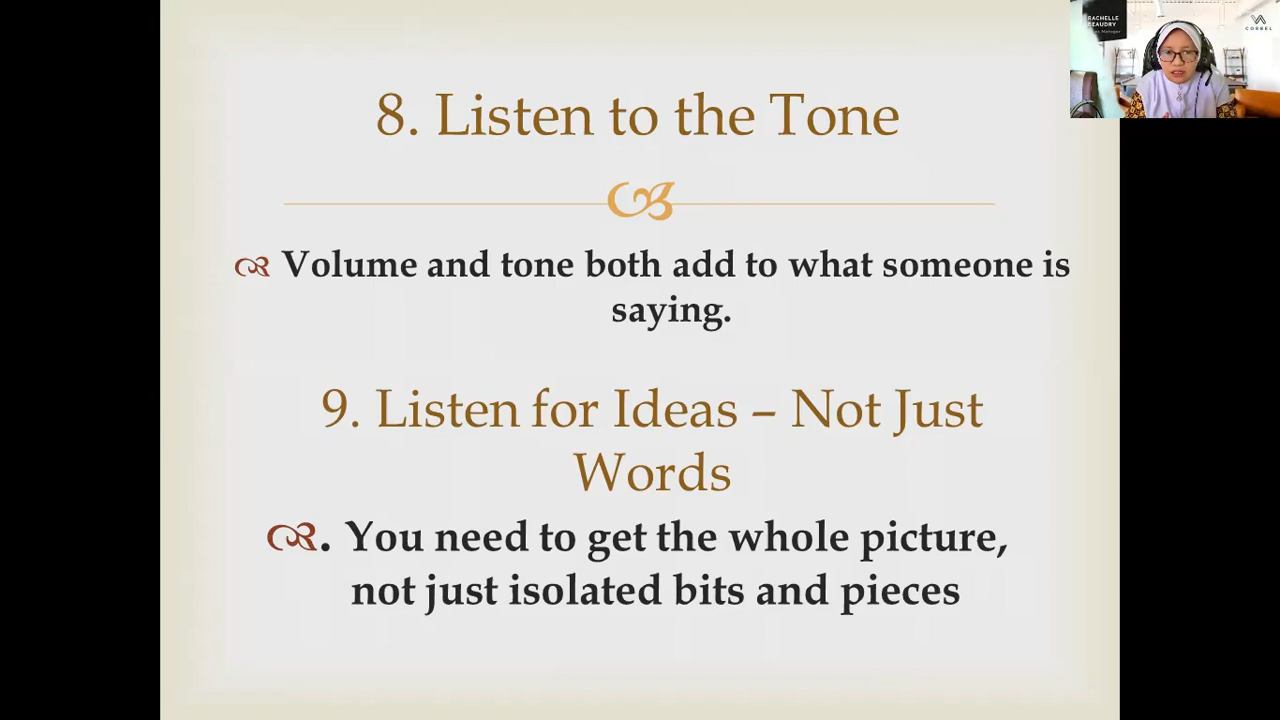 8. Listen to the Tone
Volume and tone both add to what someone is
saying.
9. Listen for Ideas – Not Just
Words
. You need to get the whole picture,
not just isolated bits and pieces
RACHELLE
BEAUDRY
CORBEL